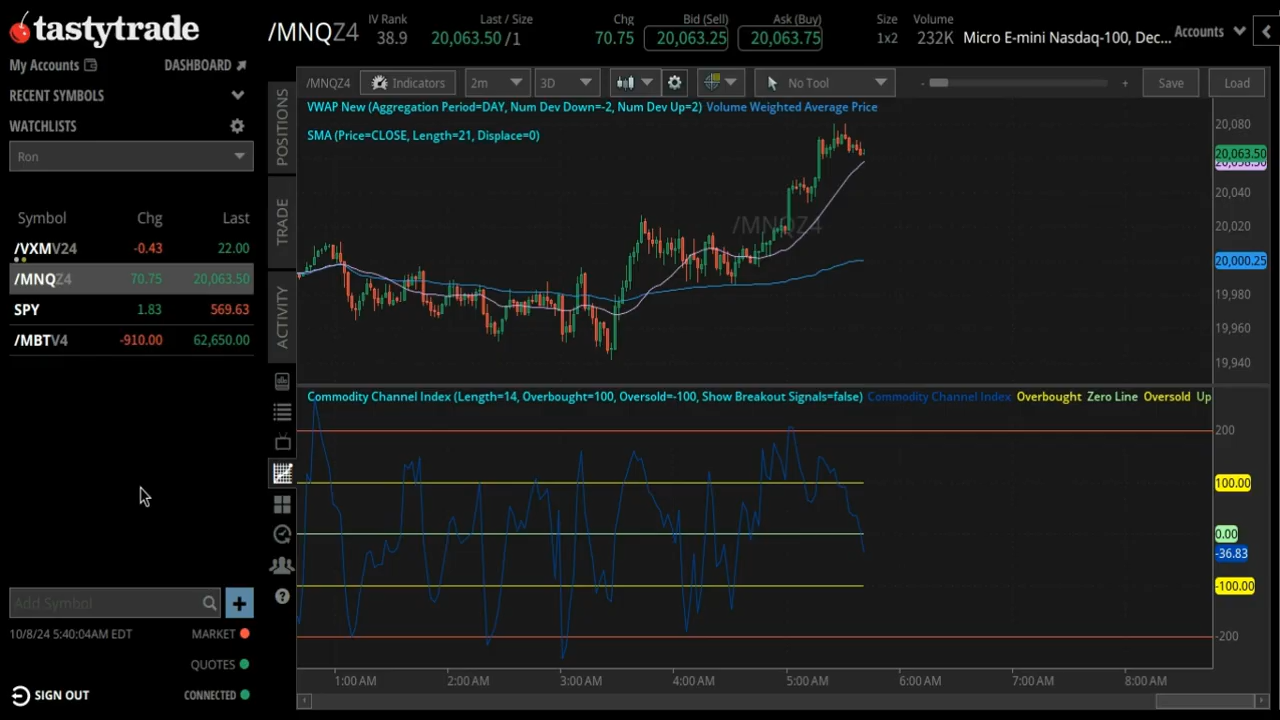 tastytrade
My Accounts
DASHBOARD
RECENT SYMBOLS
WATCHLISTS
Ron
Symbol Chg Last
/VXMV24 -0.43 22.00
/MNQZ4 70.75 20,063.50
SPY 1.83 569.63
/MBTV4 -910.00 62,650.00
Add Symbol
10/8/24 5:40:04AM EDT MARKET
QUOTES
SIGN OUT CONNECTED
/MNQZ4
IV Rank
38.9
Last / Size
20,063.50 /1
Chg
70.75
Bid (Sell)
20,063.25
Ask (Buy)
20,063.75
Size
1x2
Volume
232K
Micro E-mini Nasdaq-100, Dec...
Accounts
POSITIONS
TRADE
ACTIVITY
/MNQZ4 Indicators 2m 3D No Tool - + Save Load
VWAP New (Aggregation Period=DAY, Num Dev Down=-2, Num Dev Up=2) Volume Weighted Average Price
SMA (Price=CLOSE, Length=21, Displace=0)
/MNQZ4
20,080
20,063.50
20,040
20,020
20,000.25
19,980
19,960
19,940
Commodity Channel Index (Length=14, Overbought=100, Oversold=-100, Show Breakout Signals=false) Commodity Channel Index Overbought Zero Line Oversold Up
200
100.00
0.00
-36.83
-100.00
-200
1:00 AM 2:00 AM 3:00 AM 4:00 AM 5:00 AM 6:00 AM 7:00 AM 8:00 AM